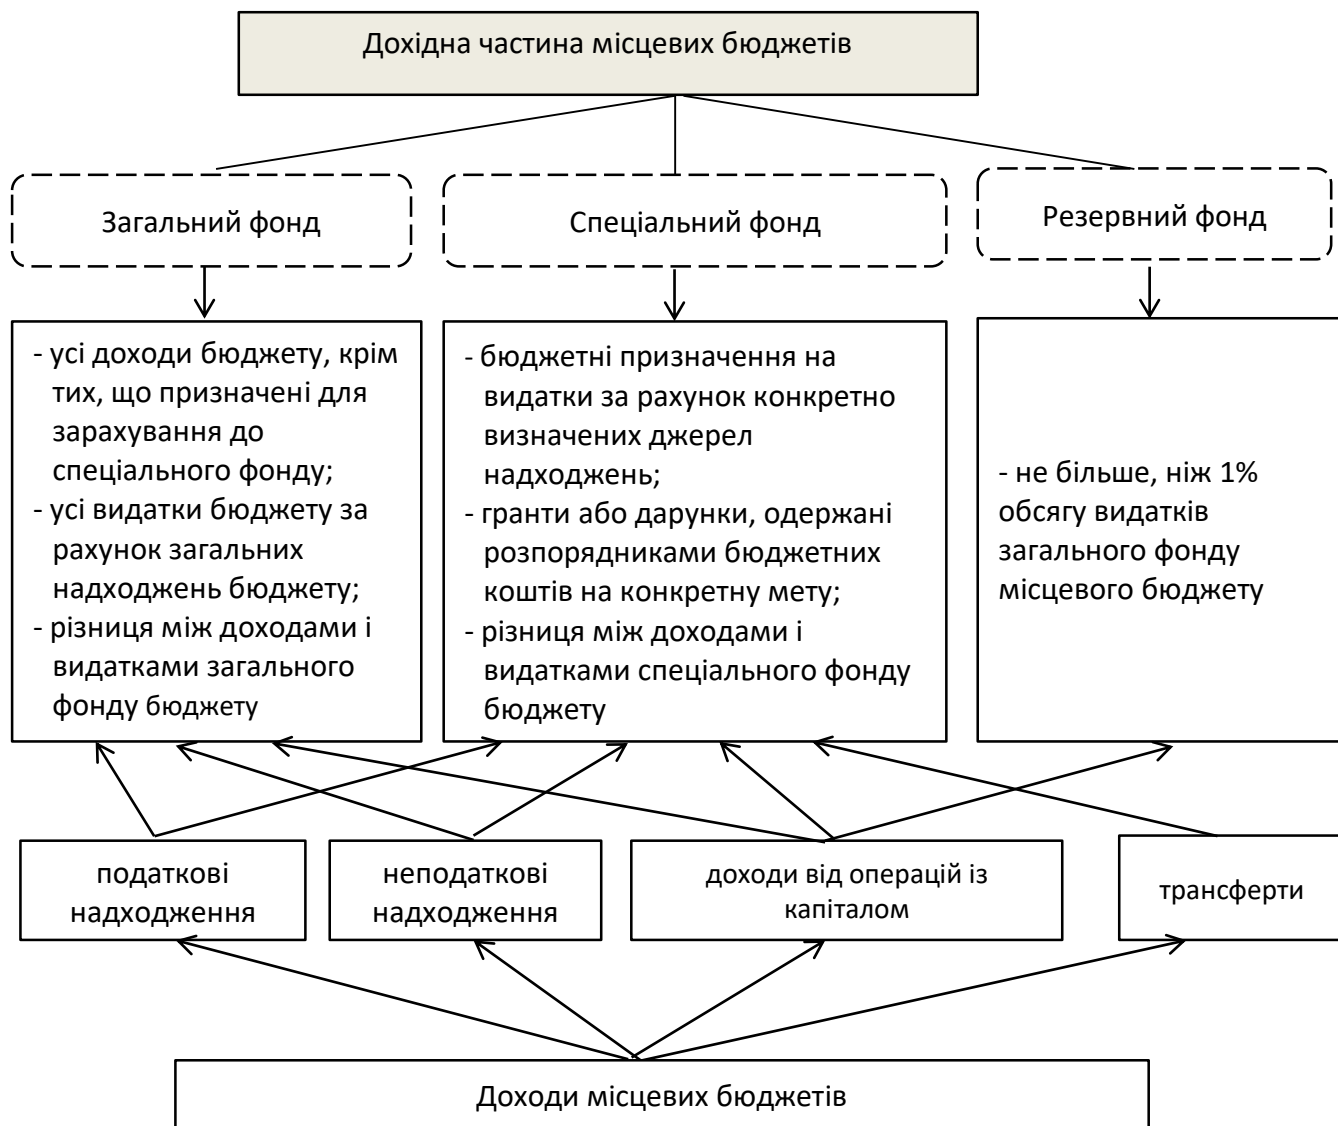 Дохідна частина місцевих бюджетів
Загальний фонд
Спеціальний фонд
Резервний фонд
- усі доходи бюджету, крім
тих, що призначені для
зарахування до
спеціального фонду;
- усі видатки бюджету за
рахунок загальних
надходжень бюджету;
- різниця між доходами і
видатками загального
фонду бюджету
- бюджетні призначення на
видатки за рахунок конкретно
визначених джерел
надходжень;
- гранти або дарунки, одержані
розпорядниками бюджетних
коштів на конкретну мету;
- різниця між доходами і
видатками спеціального фонду
бюджету
- не більше, ніж 1%
обсягу видатків
загального фонду
місцевого бюджету
податкові
надходження
неподаткові
надходження
доходи від операцій із
капіталом
трансферти
Доходи місцевих бюджетів